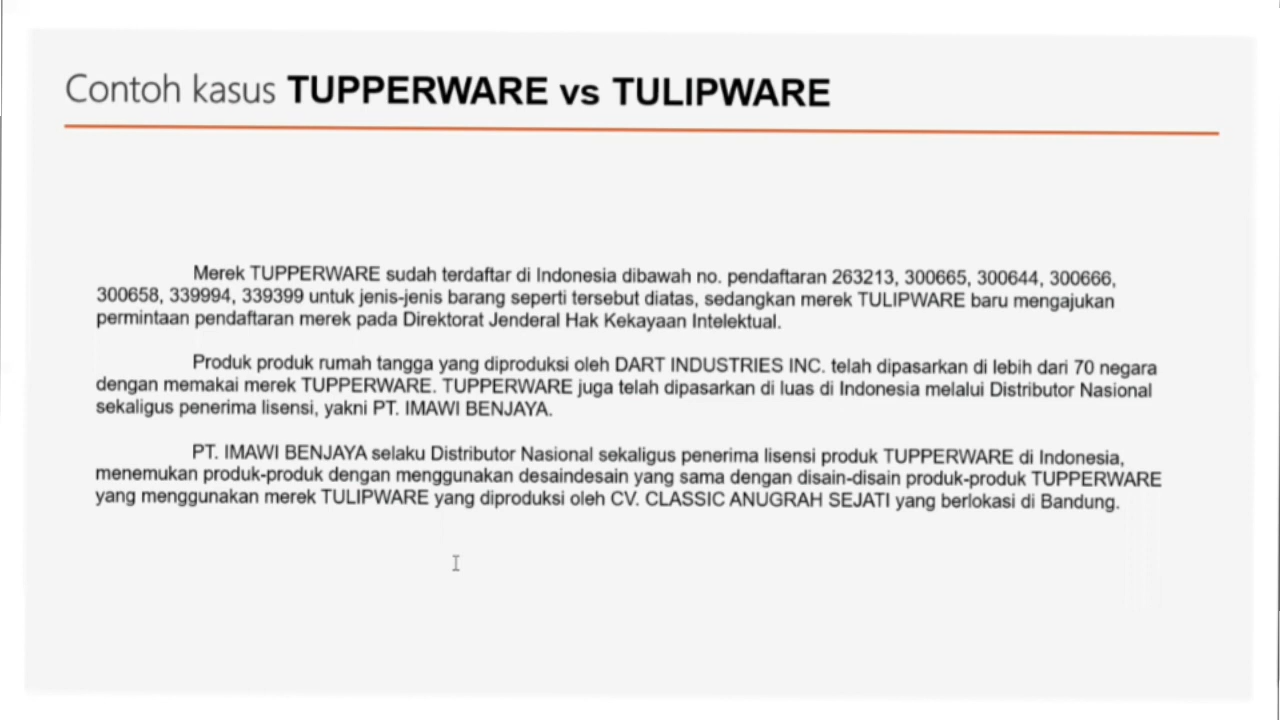 Contoh kasus TUPPERWARE vs TULIPWARE
Merek TUPPERWARE sudah terdaftar di Indonesia dibawah no. pendaftaran 263213, 300665, 300644, 300666,
300658, 339994, 339399 untuk jenis-jenis barang seperti tersebut diatas, sedangkan merek TULIPWARE baru mengajukan
permintaan pendaftaran merek pada Direktorat Jenderal Hak Kekayaan Intelektual.
Produk produk rumah tangga yang diproduksi oleh DART INDUSTRIES INC. telah dipasarkan di lebih dari 70 negara
dengan memakai merek TUPPERWARE. TUPPERWARE juga telah dipasarkan di luas di Indonesia melalui Distributor Nasional
sekaligus penerima lisensi, yakni PT. IMAWI BENJAYA.
PT. IMAWI BENJAYA selaku Distributor Nasional sekaligus penerima lisensi produk TUPPERWARE di Indonesia,
menemukan produk-produk dengan menggunakan desaindesain yang sama dengan disain-disain produk-produk TUPPERWARE
yang menggunakan merek TULIPWARE yang diproduksi oleh CV. CLASSIC ANUGRAH SEJATI yang berlokasi di Bandung.